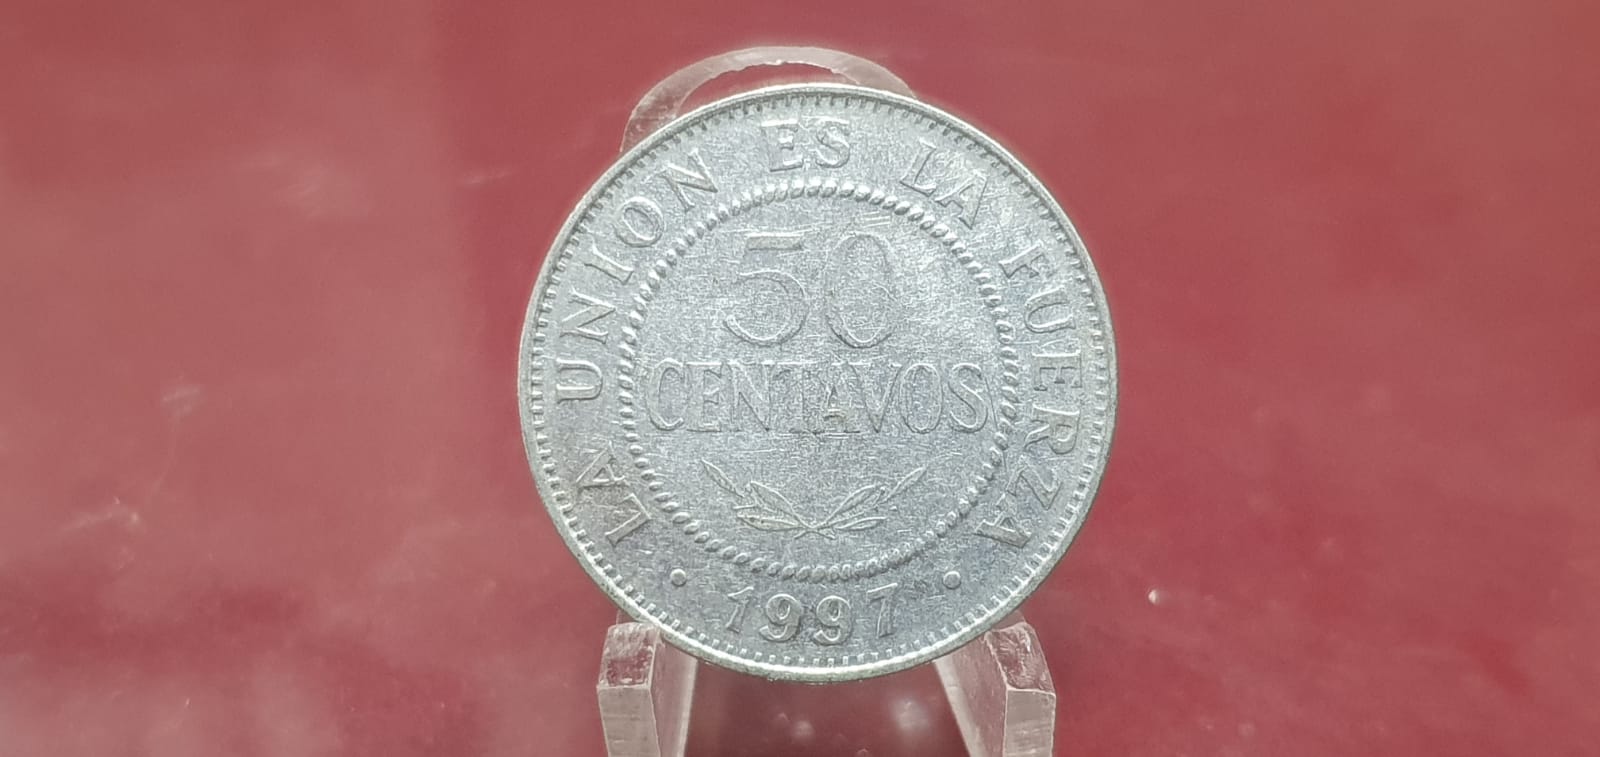 LA UNION ES LA FUERZA
50
CENTAVOS
• 1997 •